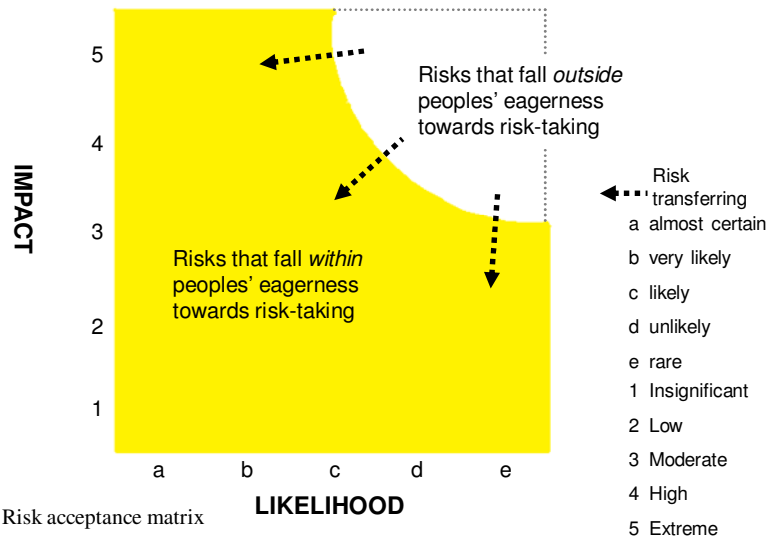 5
4
3
2
1
IMPACT
Risks that fall outside
peoples’ eagerness
towards risk-taking
Risks that fall within
peoples’ eagerness
towards risk-taking
a b c d e
LIKELIHOOD
Risk acceptance matrix
Risk
transferring
a almost certain
b very likely
c likely
d unlikely
e rare
1 Insignificant
2 Low
3 Moderate
4 High
5 Extreme